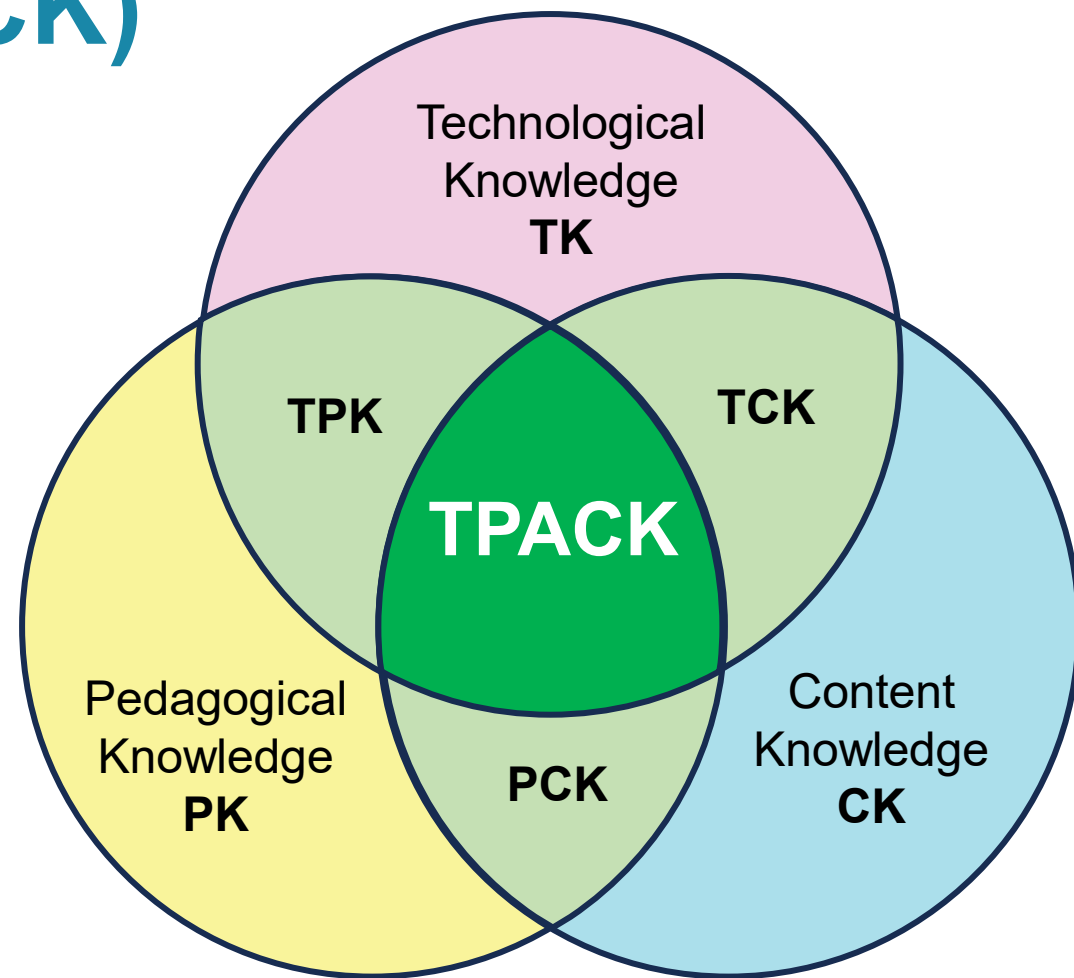 CK)
Technological
Knowledge
TK
TPK
TCK
TPACK
Pedagogical
Knowledge
PK
Content
Knowledge
CK
PCK